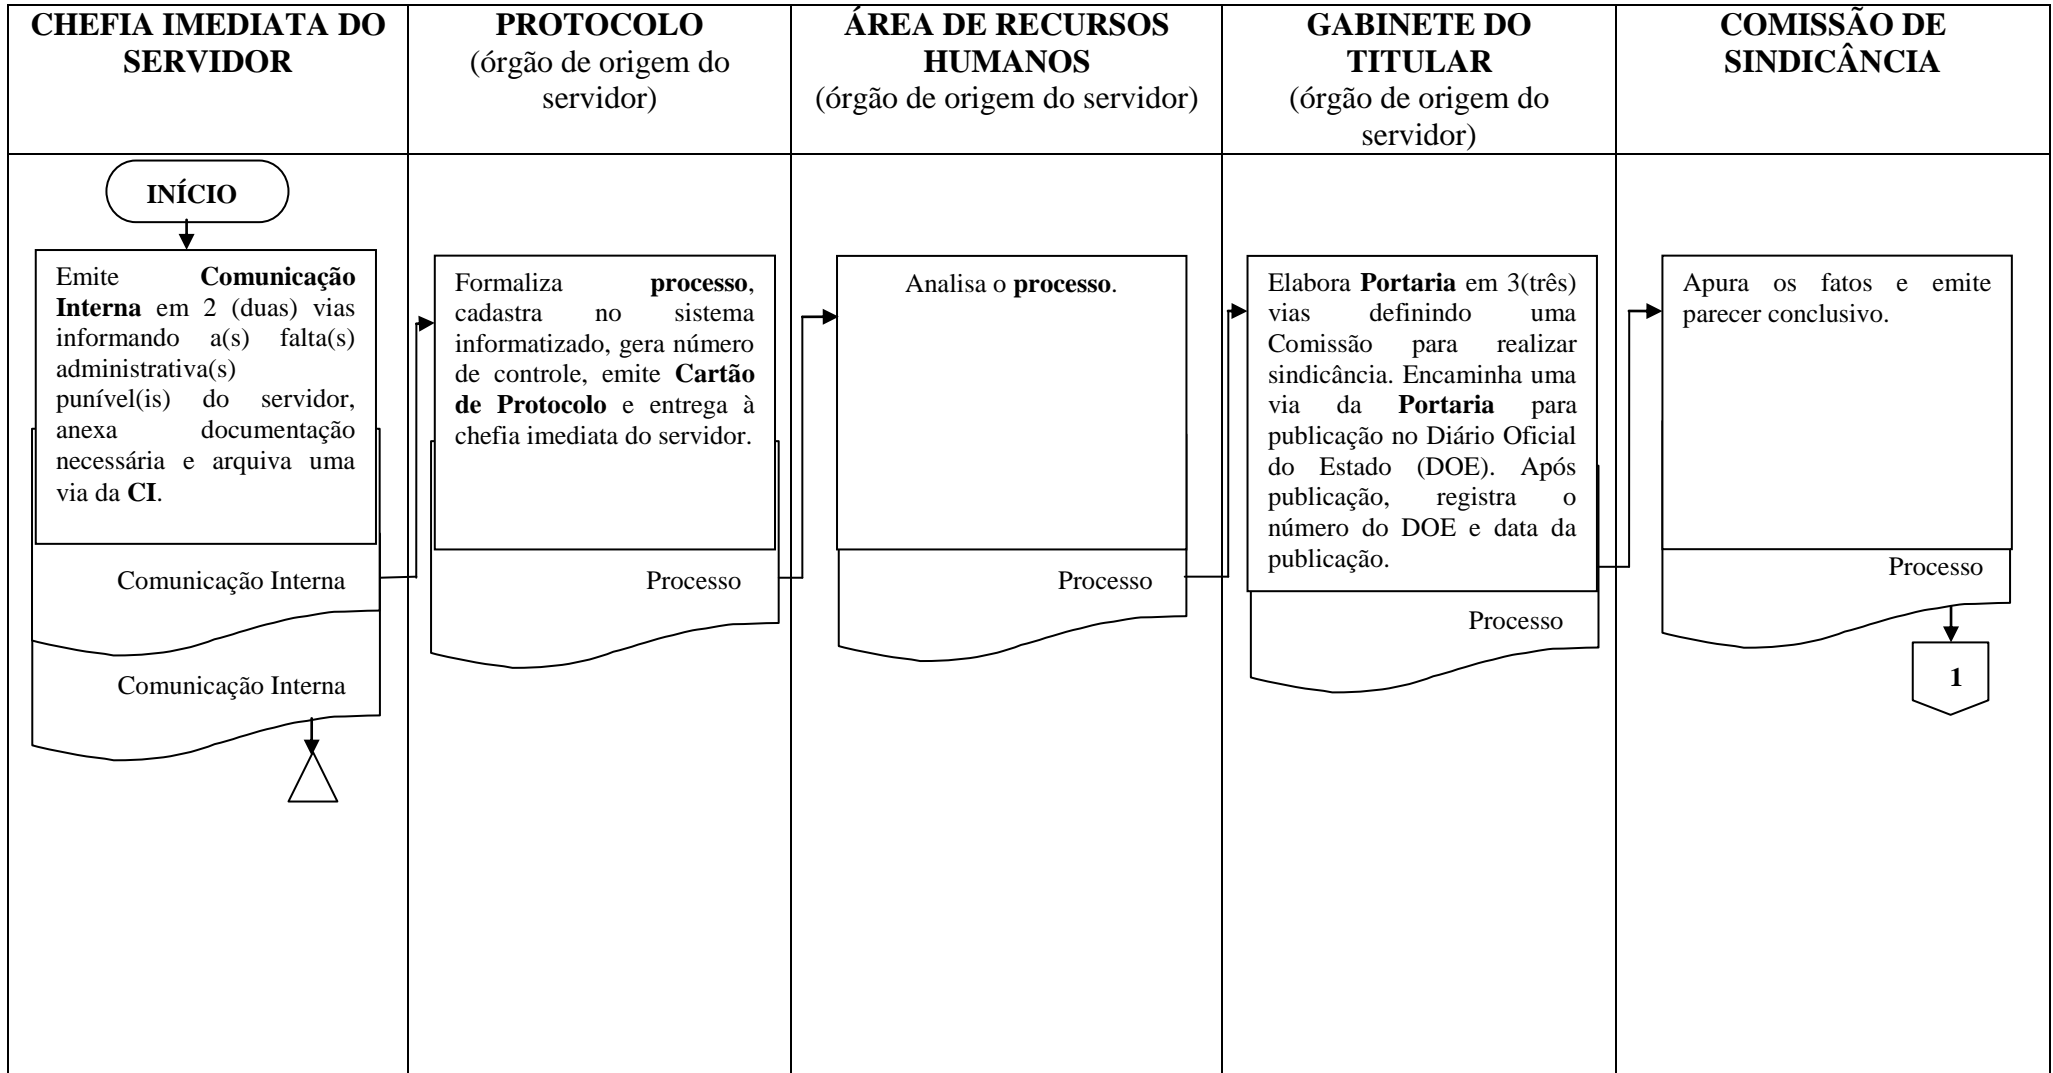 CHEFIA IMEDIATA DO
SERVIDOR
PROTOCOLO
(órgão de origem do
servidor)
ÁREA DE RECURSOS
HUMANOS
(órgão de origem do servidor)
GABINETE DO
TITULAR
(órgão de origem do
servidor)
COMISSÃO DE
SINDICÂNCIA
INÍCIO
Emite Comunicação
Interna em 2 (duas) vias
informando a(s) falta(s)
administrativa(s)
punível(is) do servidor,
anexa documentação
necessária e arquiva uma
via da CI.
Comunicação Interna
Comunicação Interna
Formaliza processo,
cadastra no sistema
informatizado, gera número
de controle, emite Cartão
de Protocolo e entrega à
chefia imediata do servidor.
Processo
Analisa o processo.
Processo
Elabora Portaria em 3(três)
vias definindo uma
Comissão para realizar
sindicância. Encaminha uma
via da Portaria para
publicação no Diário Oficial
do Estado (DOE). Após
publicação, registra o
número do DOE e data da
publicação.
Processo
Apura os fatos e emite
parecer conclusivo.
Processo
1